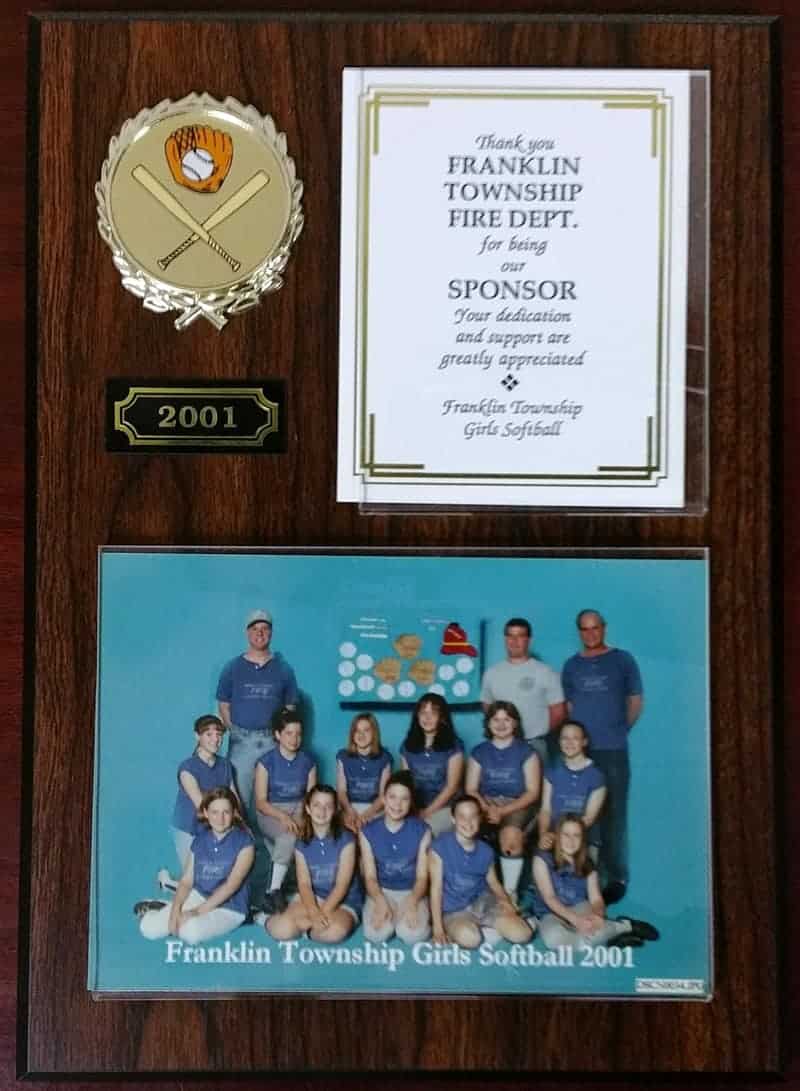 Thank you
FRANKLIN
TOWNSHIP
FIRE DEPT.
for being
our
SPONSOR
Your dedication
and support are
greatly appreciated
Franklin Township
Girls Softball
2001
Franklin Township Girls Softball 2001